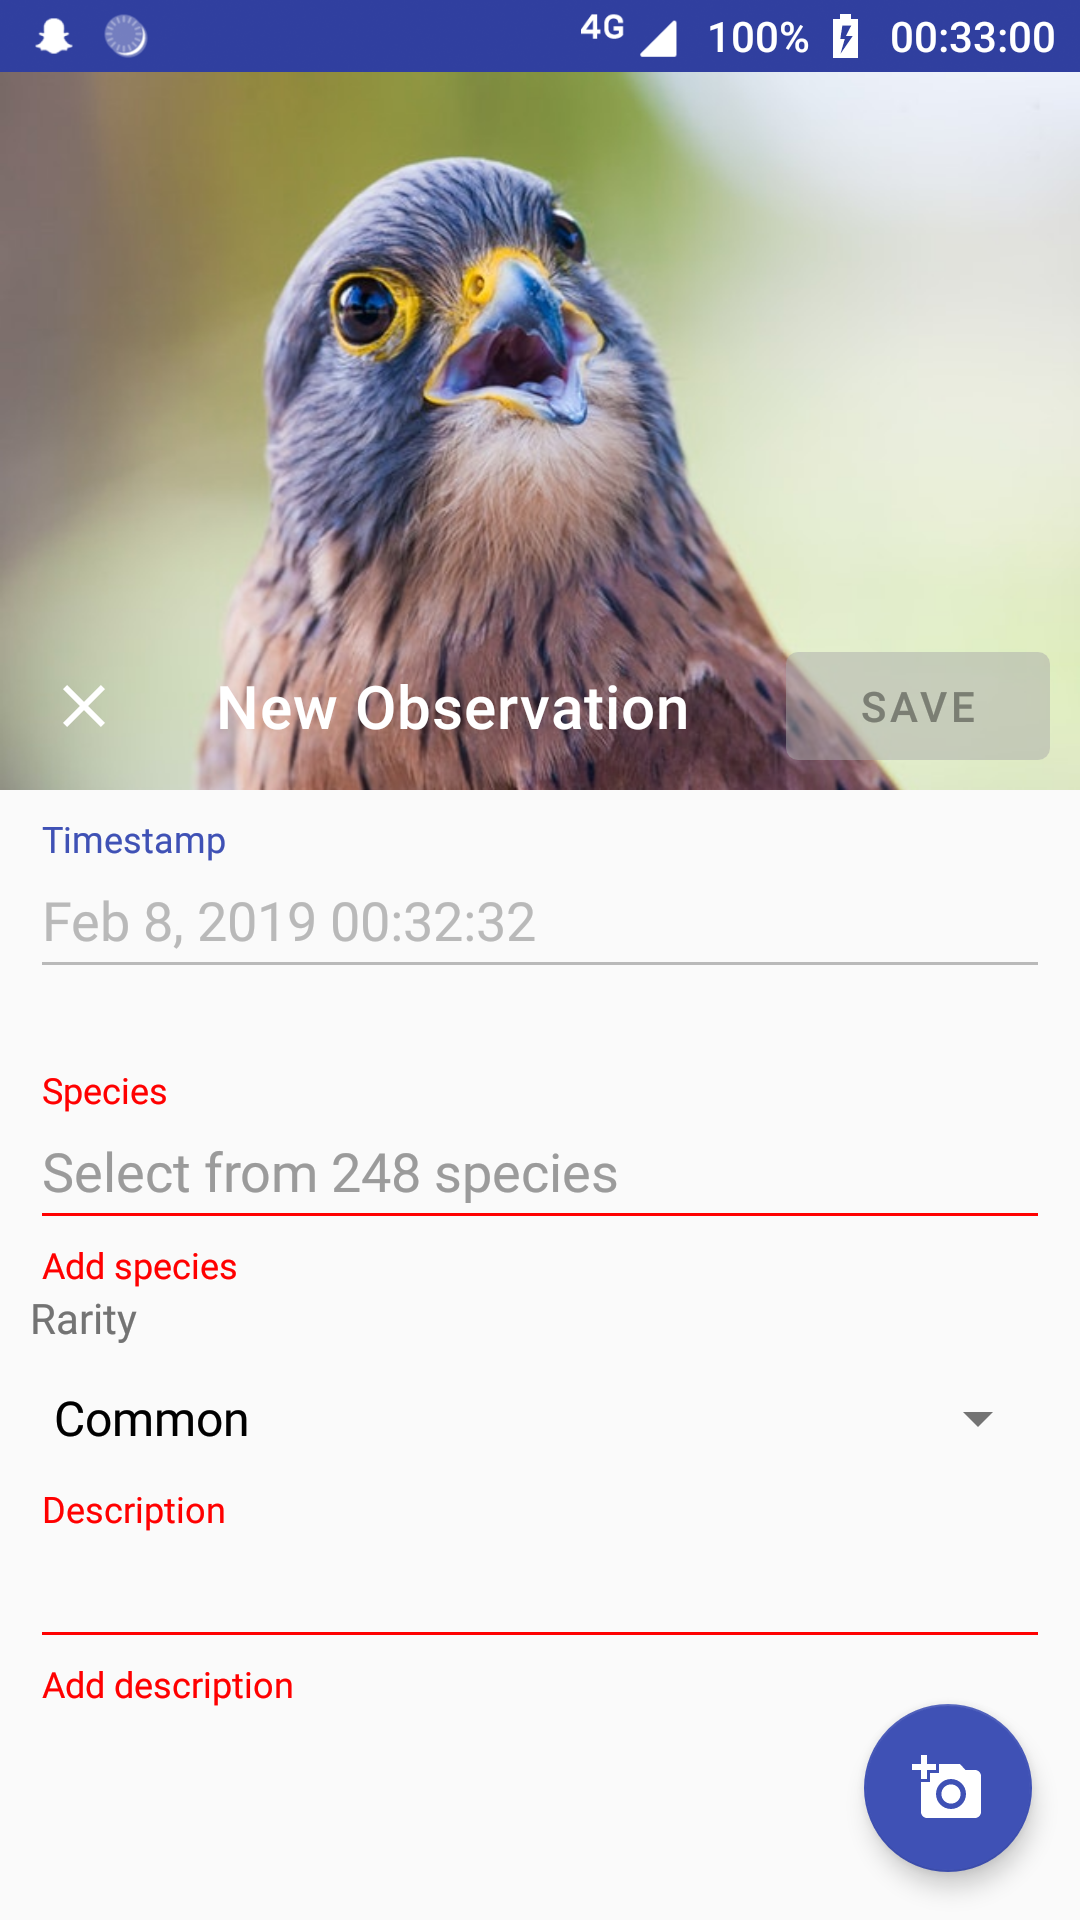 4G 100% 00:33:00
New Observation SAVE
Timestamp
Feb 8, 2019 00:32:32
Species
Select from 248 species
Add species
Rarity
Common
Description
Add description